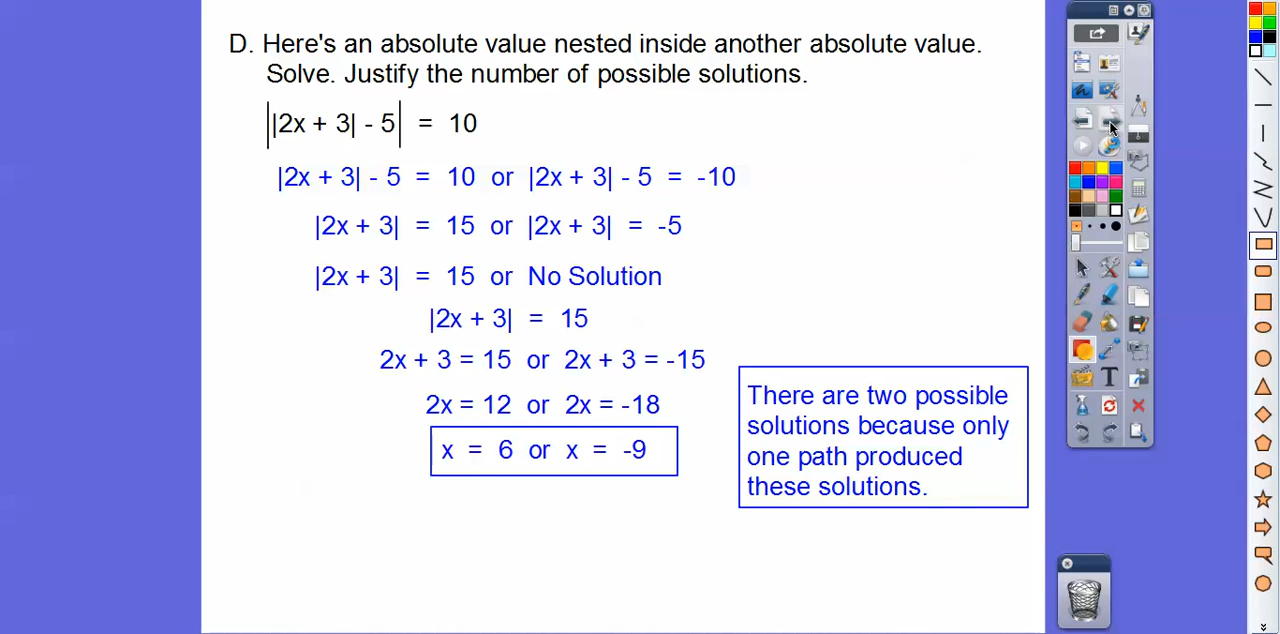 D. Here's an absolute value nested inside another absolute value.
Solve. Justify the number of possible solutions.
||2x + 3| - 5| = 10
|2x + 3| - 5 = 10 or |2x + 3| - 5 = -10
|2x + 3| = 15 or |2x + 3| = -5
|2x + 3| = 15 or No Solution
|2x + 3| = 15
2x + 3 = 15 or 2x + 3 = -15
2x = 12 or 2x = -18
x = 6 or x = -9
There are two possible
solutions because only
one path produced
these solutions.